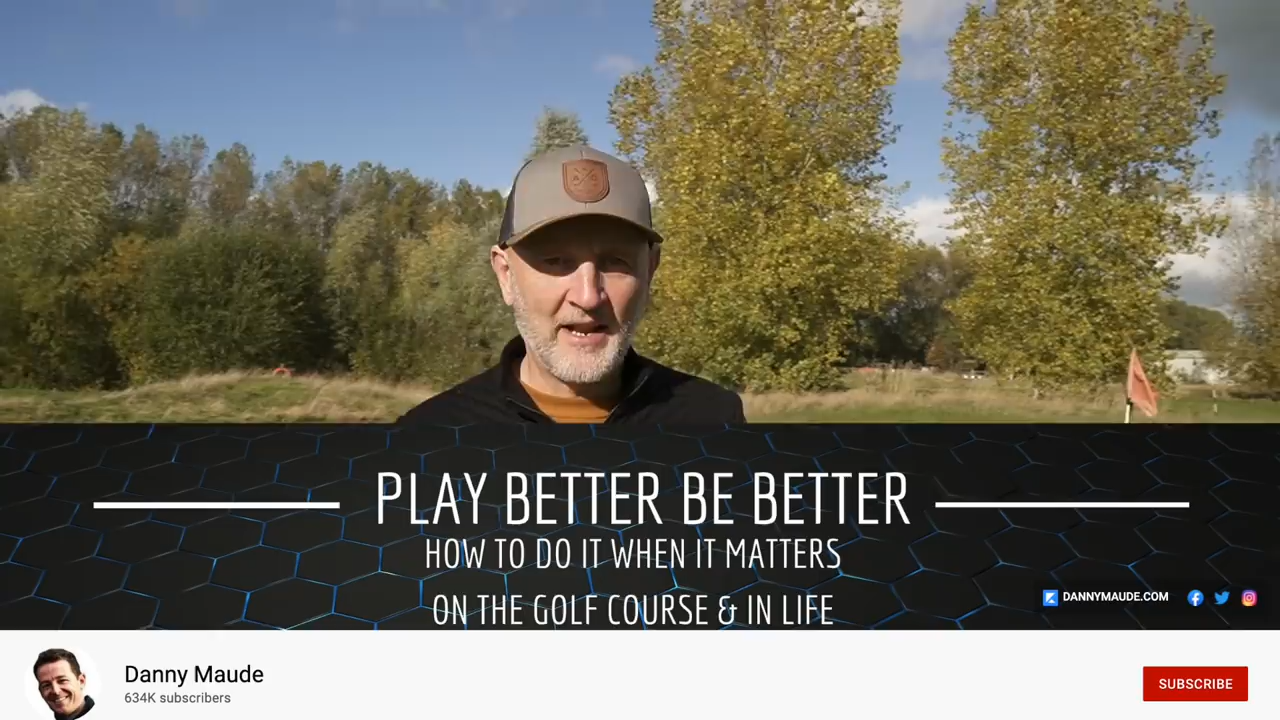 PLAY BETTER BE BETTER
HOW TO DO IT WHEN IT MATTERS
ON THE GOLF COURSE & IN LIFE
DANNYMAUDE.COM
Danny Maude
634K subscribers
SUBSCRIBE